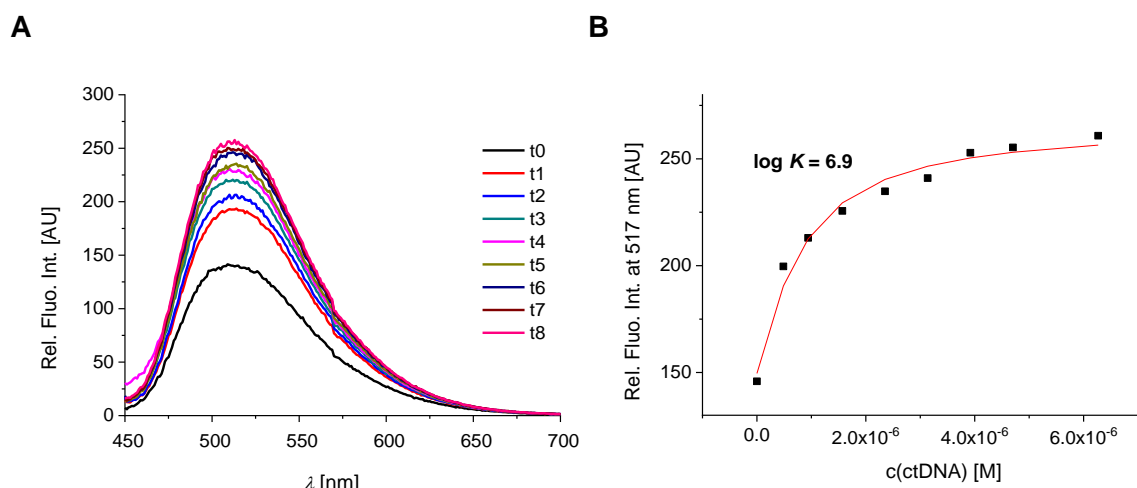 A
Rel. Fluo. Int. [AU]
300
250
200
150
100
50
0
450 500 550 600 650 700
λ [nm]
t0
t1
t2
t3
t4
t5
t6
t7
t8
B
Rel. Fluo. Int. at 517 nm [AU]
250
200
150
log K = 6.9
0.0 2.0x10⁻⁶ 4.0x10⁻⁶ 6.0x10⁻⁶
c(ctDNA) [M]